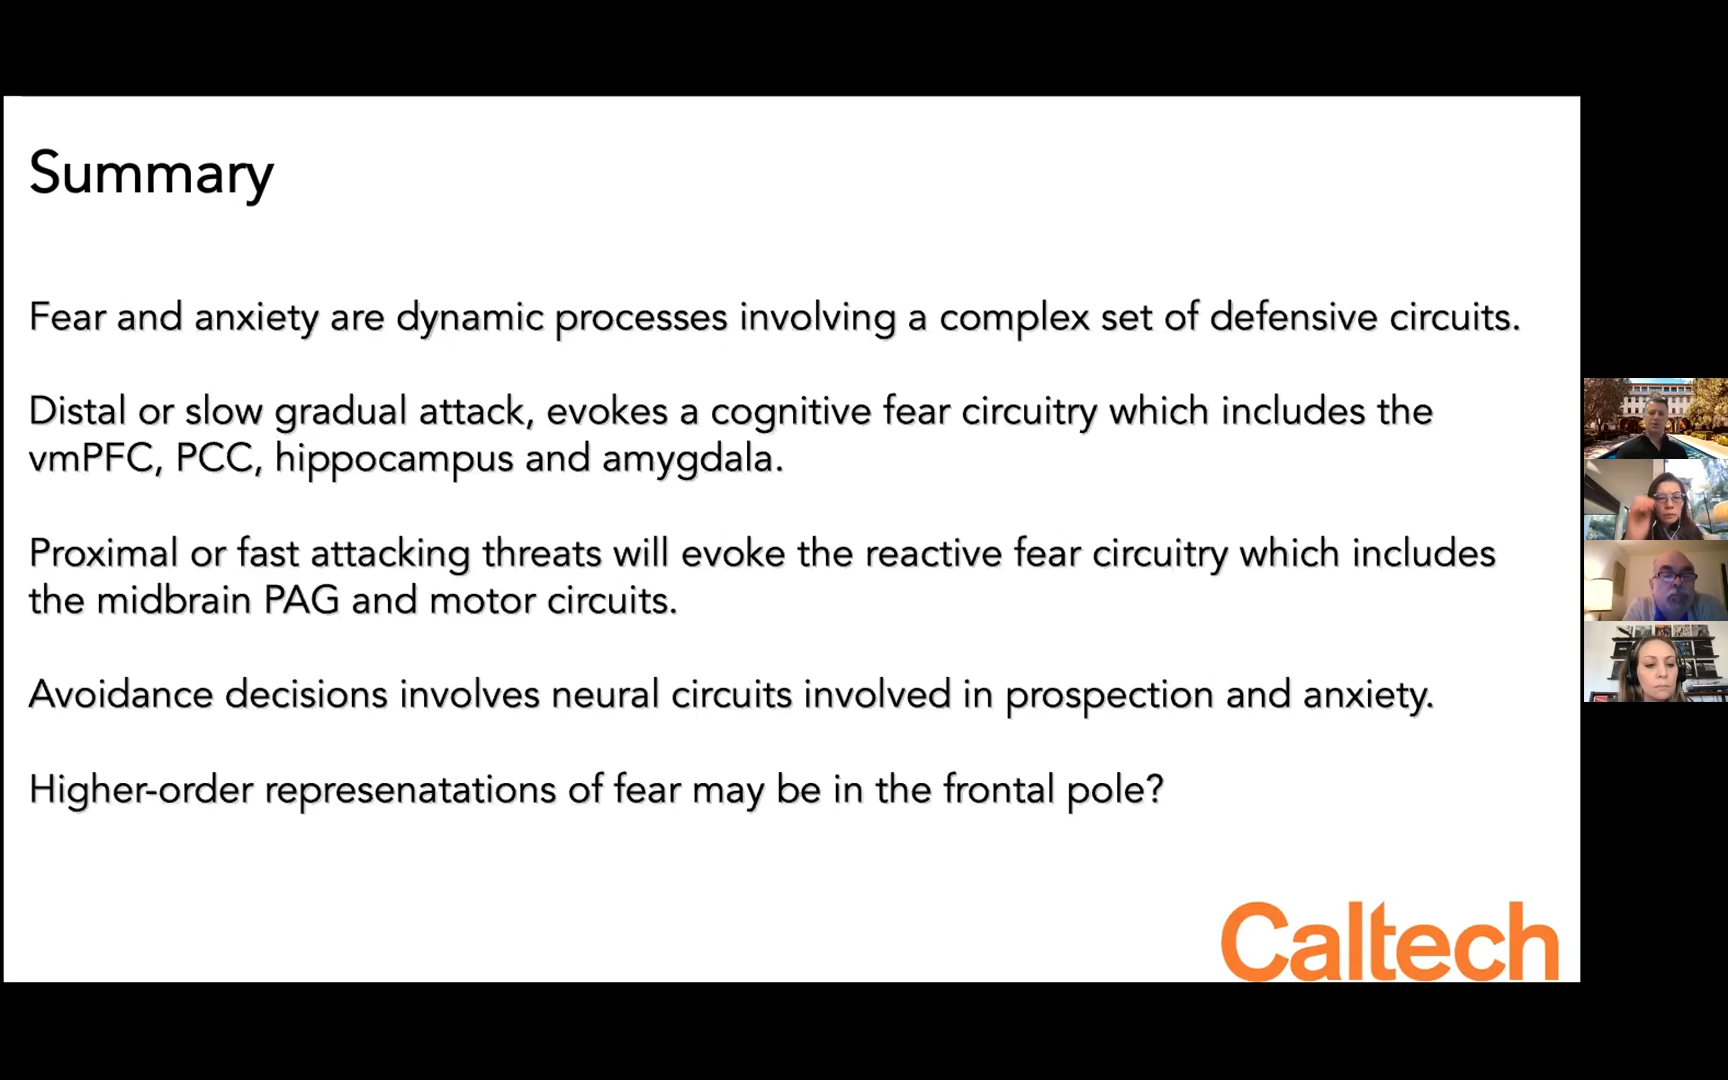 Summary
Fear and anxiety are dynamic processes involving a complex set of defensive circuits.
Distal or slow gradual attack, evokes a cognitive fear circuitry which includes the
vmPFC, PCC, hippocampus and amygdala.
Proximal or fast attacking threats will evoke the reactive fear circuitry which includes
the midbrain PAG and motor circuits.
Avoidance decisions involves neural circuits involved in prospection and anxiety.
Higher-order represenatations of fear may be in the frontal pole?
Caltech